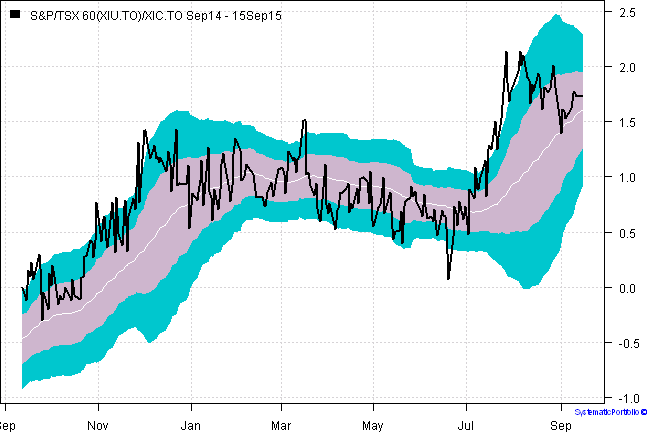 S&P/TSX 60(XIU.TO)/XIC.TO Sep14 - 15Sep15
2.5
2.0
1.5
1.0
0.5
0.0
-0.5
-1.0
Sep Nov Jan Mar May Jul Sep
SystematicPortfolio ©